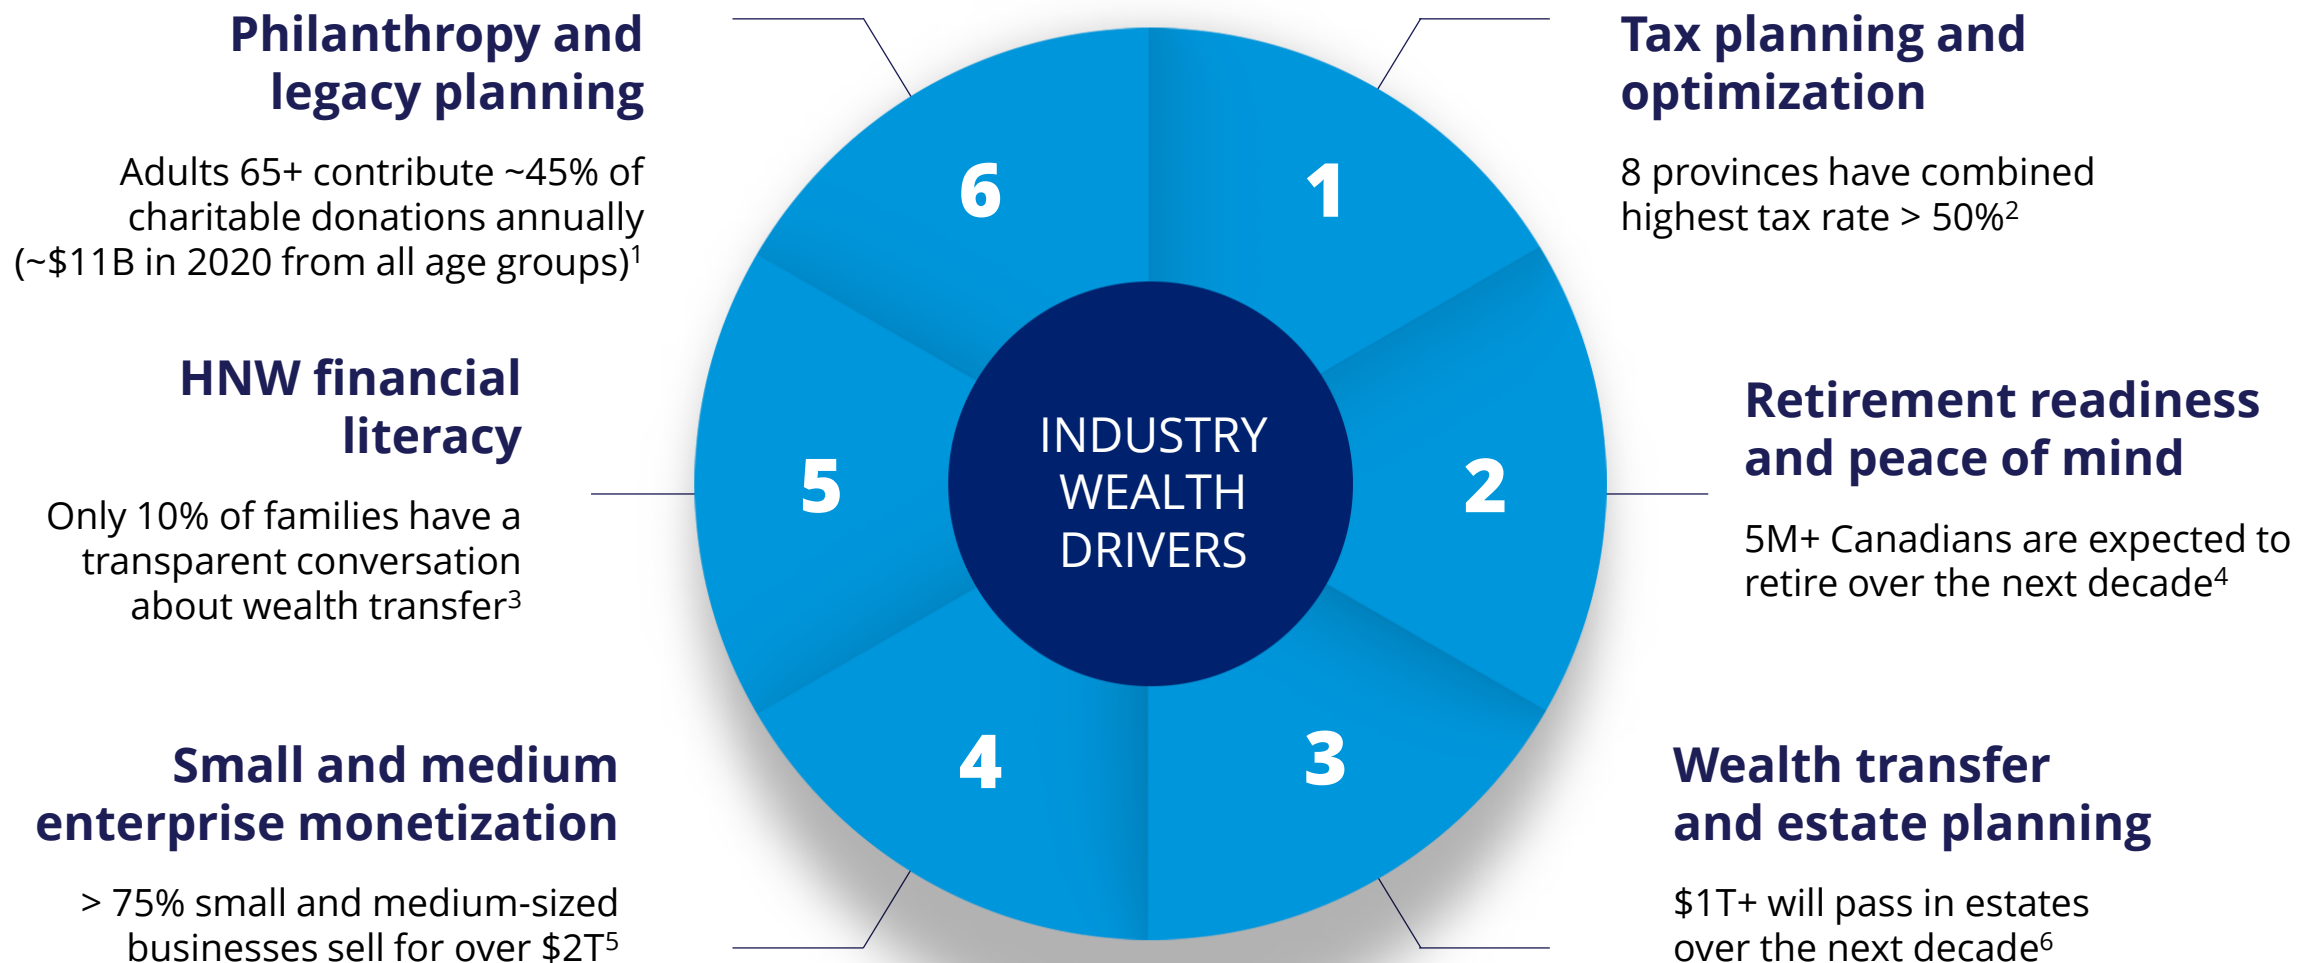 Philanthropy and
legacy planning
Adults 65+ contribute ~45% of
charitable donations annually
(~$11B in 2020 from all age groups)1
HNW financial
literacy
Only 10% of families have a
transparent conversation
about wealth transfer3
Small and medium
enterprise monetization
> 75% small and medium-sized
businesses sell for over $2T5
6
1
5
INDUSTRY
WEALTH
DRIVERS
2
4
3
Tax planning and
optimization
8 provinces have combined
highest tax rate > 50%2
Retirement readiness
and peace of mind
5M+ Canadians are expected to
retire over the next decade4
Wealth transfer
and estate planning
$1T+ will pass in estates
over the next decade6